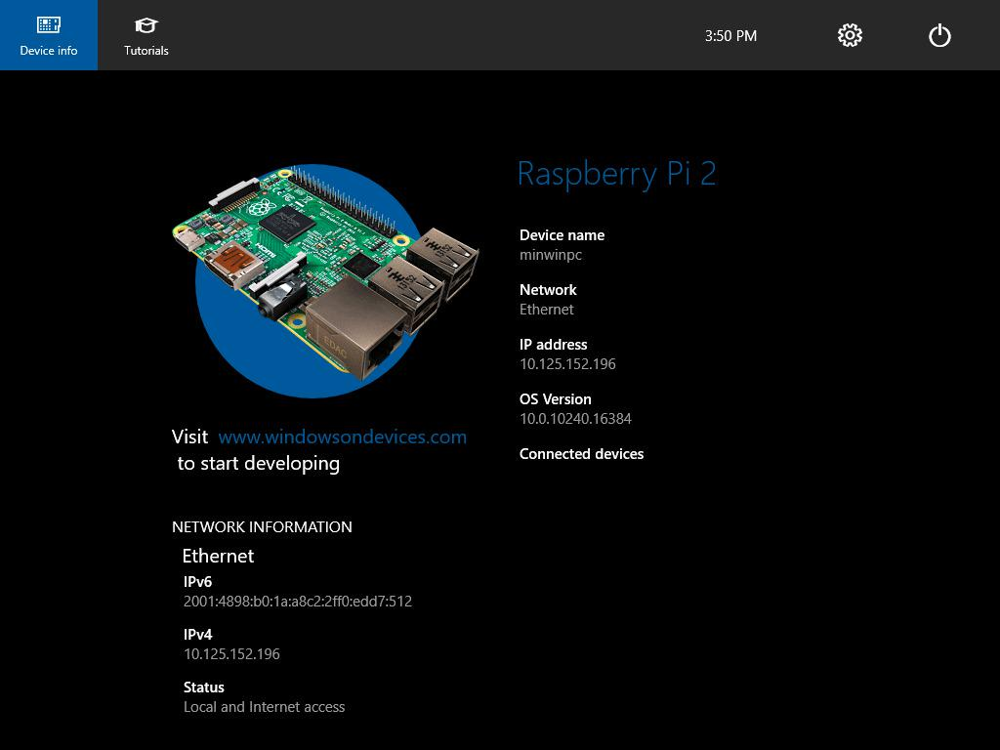 Device info
Tutorials
3:50 PM
Raspberry Pi 2
Device name
minwinpc
Network
Ethernet
IP address
10.125.152.196
OS Version
10.0.10240.16384
Connected devices
HDMI
EDAC
Visit www.windowsondevices.com
to start developing
NETWORK INFORMATION
Ethernet
IPv6
2001:4898:b0:1a:a8c2:2ff0:edd7:512
IPv4
10.125.152.196
Status
Local and Internet access